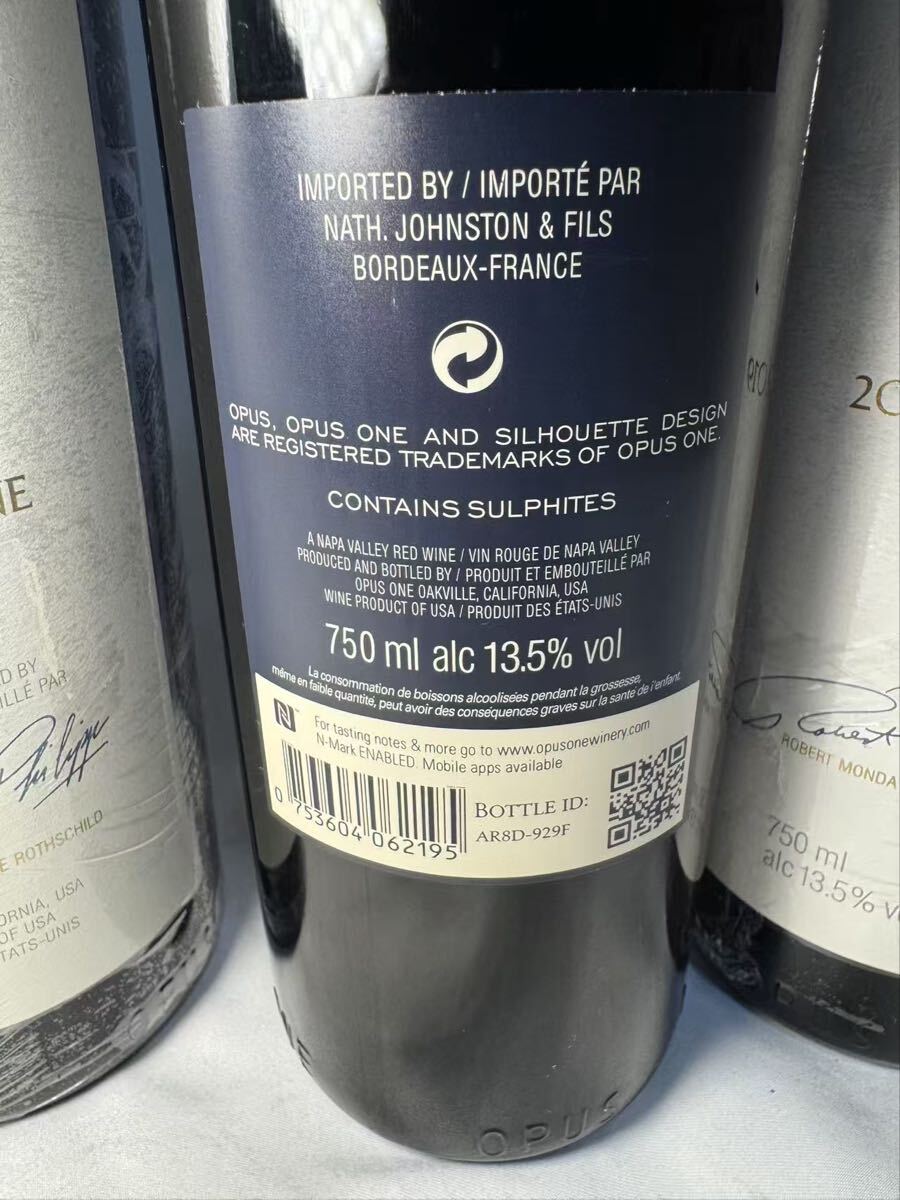 IMPORTED BY / IMPORTÉ PAR
NATH. JOHNSTON & FILS
BORDEAUX-FRANCE
OPUS, OPUS ONE AND SILHOUETTE DESIGN
ARE REGISTERED TRADEMARKS OF OPUS ONE.
CONTAINS SULPHITES
A NAPA VALLEY RED WINE / VIN ROUGE DE NAPA VALLEY
PRODUCED AND BOTTLED BY / PRODUIT ET EMBOUTEILLÉ PAR
OPUS ONE OAKVILLE, CALIFORNIA, USA
WINE PRODUCT OF USA / PRODUIT DES ÉTATS-UNIS
750 ml alc 13.5% vol
La consommation de boissons alcoolisées pendant la grossesse,
même en faible quantité, peut avoir des conséquences graves sur la santé de l'enfant.
N™
For tasting notes & more go to www.opusonewinery.com
N-Mark ENABLED. Mobile apps available
0 753604 062195
BOTTLE ID:
AR8D-929F
OPUS
NE
D BY
ILLÉ PAR
Philippe
E ROTHSCHILD
ORNIA, USA
OF USA
TATS-UNIS
20
Robert
ROBERT MONDA
750 ml
alc 13.5% v